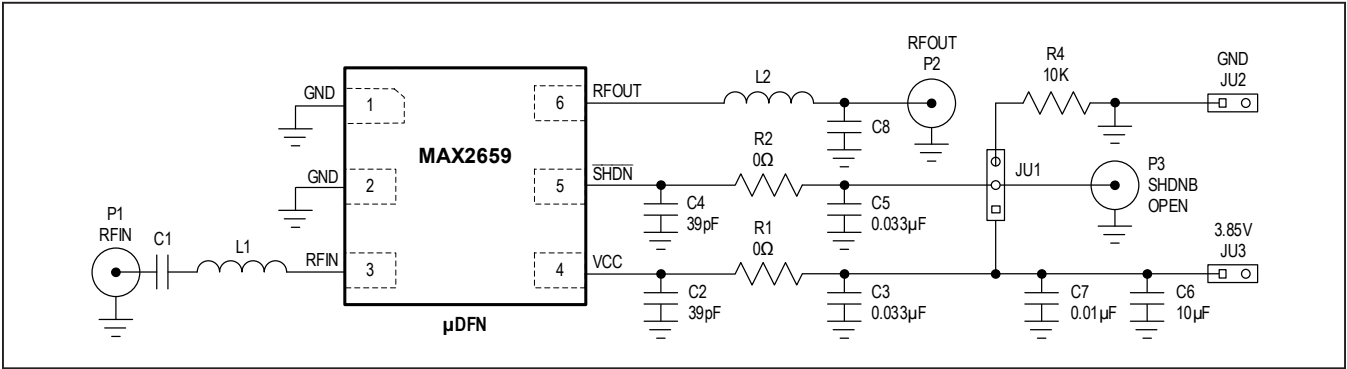 RFOUT
P2
R4
10K
GND
JU2
GND
1
6
RFOUT
L2
C8
MAX2659
R2
0Ω
GND
2
5
SHDN
JU1
P3
SHDNB
OPEN
C4
39pF
C5
0.033µF
P1
RFIN
C1
L1
RFIN
3
4
VCC
R1
0Ω
3.85V
JU3
C2
39pF
C3
0.033µF
C7
0.01µF
C6
10µF
µDFN